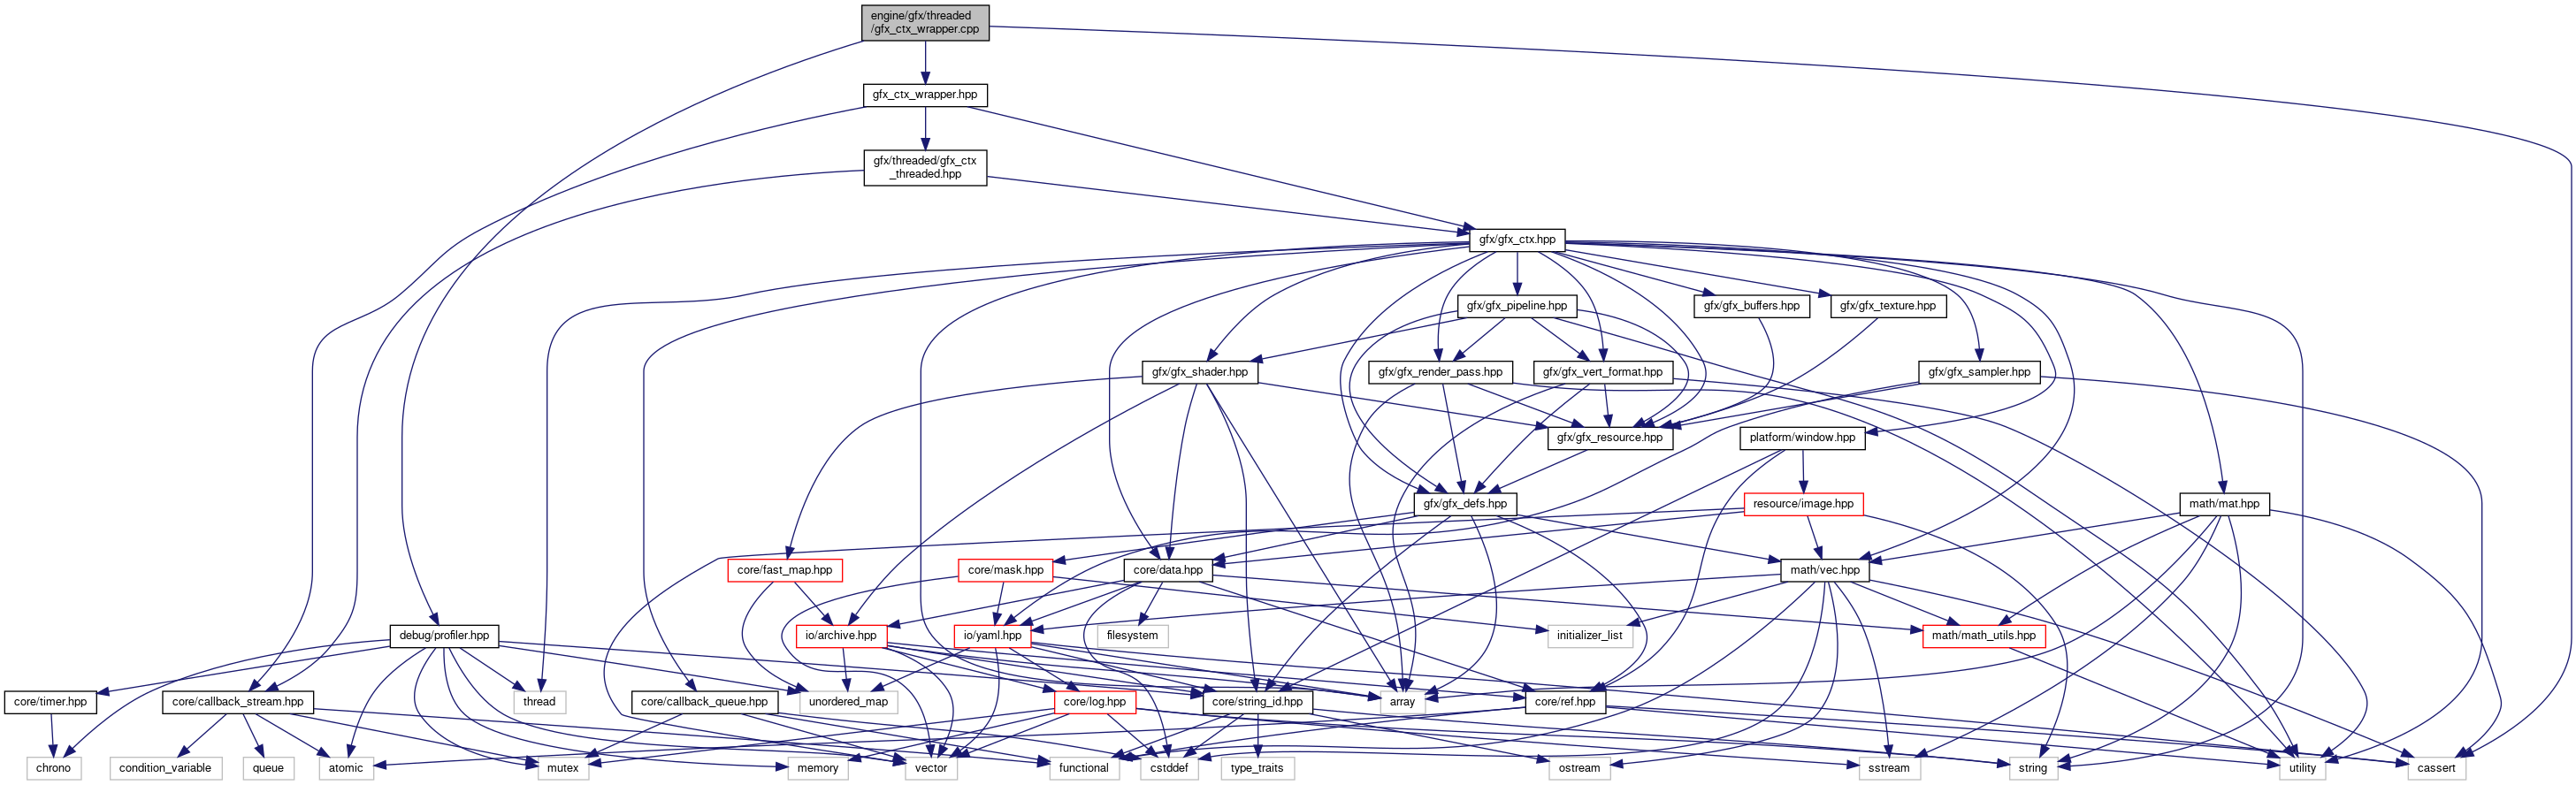 engine/gfx/threaded
/gfx_ctx_wrapper.cpp
gfx_ctx_wrapper.hpp
gfx/threaded/gfx_ctx
_threaded.hpp
gfx/gfx_ctx.hpp
gfx/gfx_pipeline.hpp
gfx/gfx_buffers.hpp
gfx/gfx_texture.hpp
gfx/gfx_shader.hpp
gfx/gfx_render_pass.hpp
gfx/gfx_vert_format.hpp
gfx/gfx_sampler.hpp
gfx/gfx_resource.hpp
platform/window.hpp
gfx/gfx_defs.hpp
resource/image.hpp
math/mat.hpp
core/fast_map.hpp
core/mask.hpp
core/data.hpp
math/vec.hpp
debug/profiler.hpp
io/archive.hpp
io/yaml.hpp
filesystem
initializer_list
math/math_utils.hpp
core/timer.hpp
core/callback_stream.hpp
thread
core/callback_queue.hpp
unordered_map
core/log.hpp
core/string_id.hpp
array
core/ref.hpp
chrono
condition_variable
queue
atomic
mutex
memory
vector
functional
cstddef
type_traits
ostream
sstream
string
utility
cassert